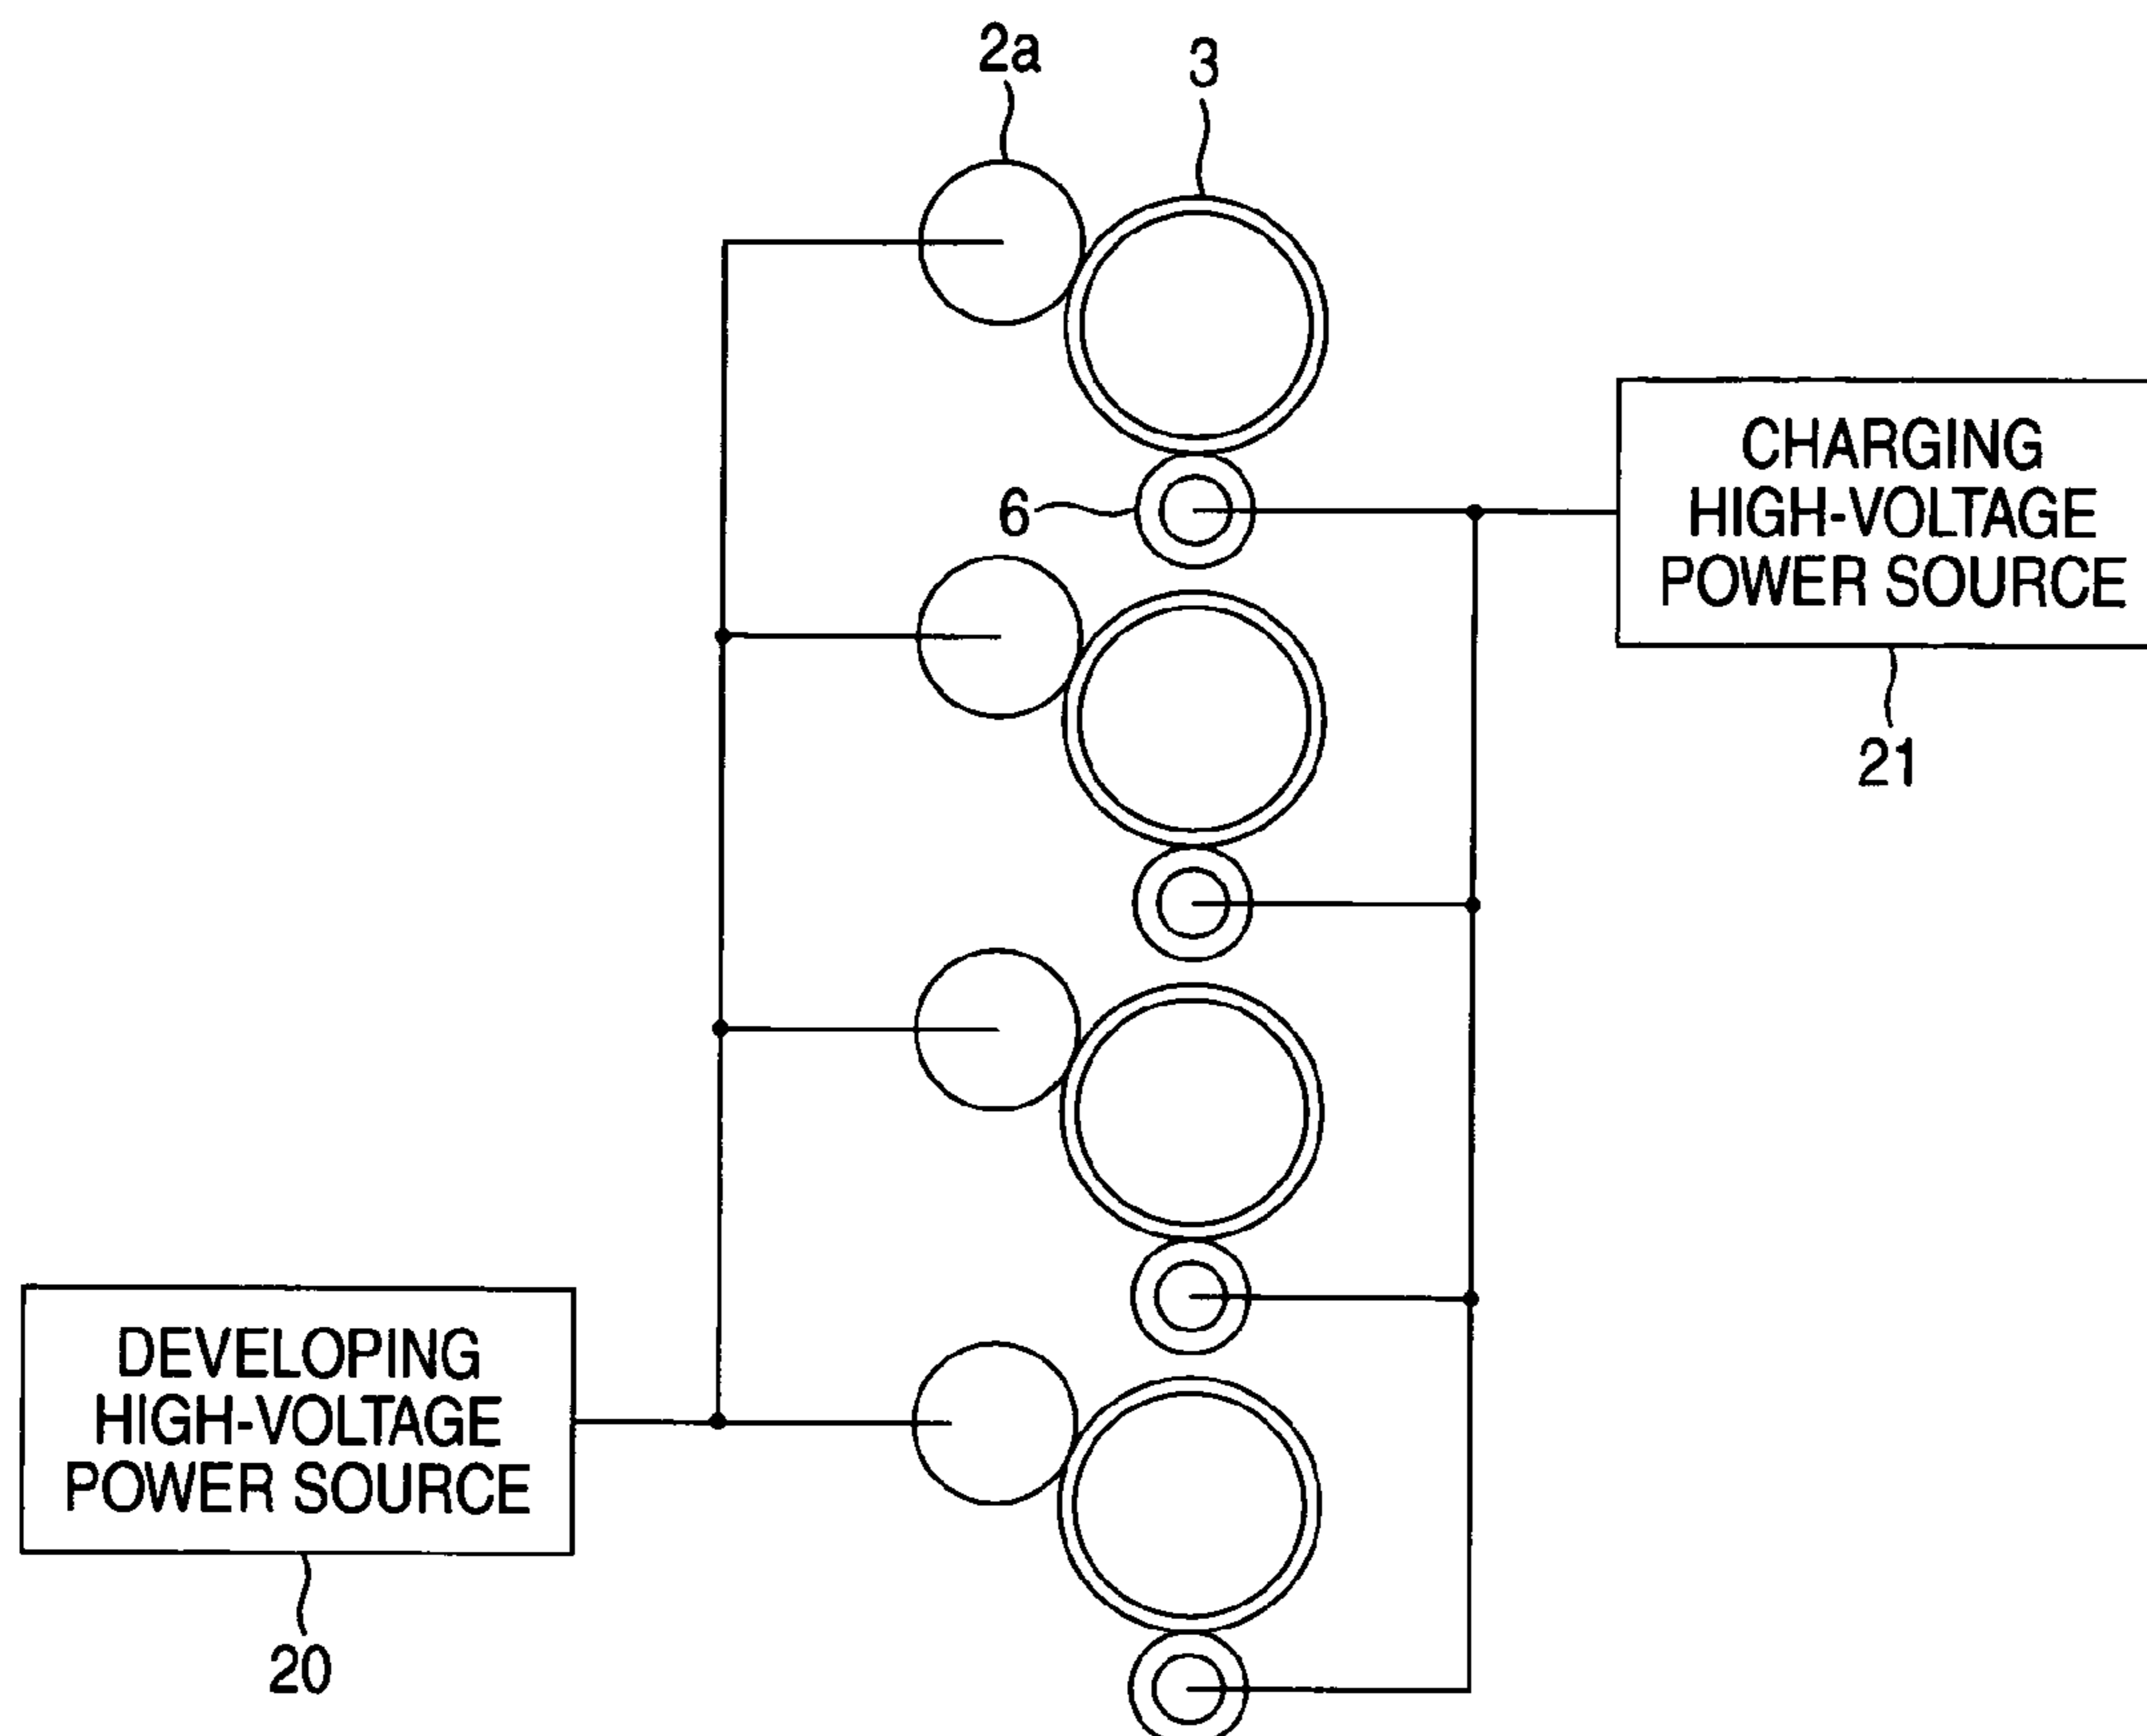 2a
3
6
CHARGING
HIGH-VOLTAGE
POWER SOURCE
21
DEVELOPING
HIGH-VOLTAGE
POWER SOURCE
20